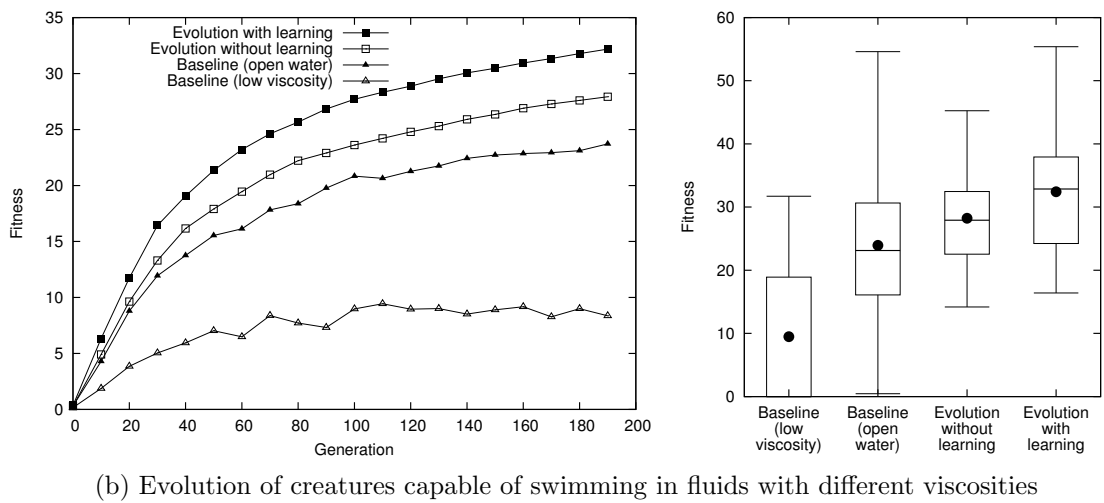 35
30
25
20
15
10
5
0
Fitness
0 20 40 60 80 100 120 140 160 180 200
Generation
Evolution with learning
Evolution without learning
Baseline (open water)
Baseline (low viscosity)
60
50
40
30
20
10
0
Fitness
Baseline (low viscosity)
Baseline (open water)
Evolution without learning
Evolution with learning
(b) Evolution of creatures capable of swimming in fluids with different viscosities